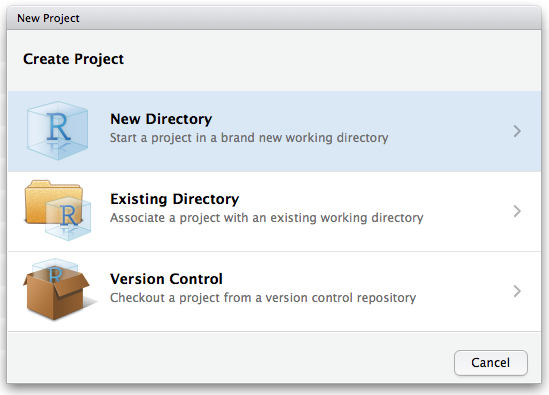 New Project
Create Project
R
New Directory
Start a project in a brand new working directory
R
Existing Directory
Associate a project with an existing working directory
R
Version Control
Checkout a project from a version control repository
Cancel